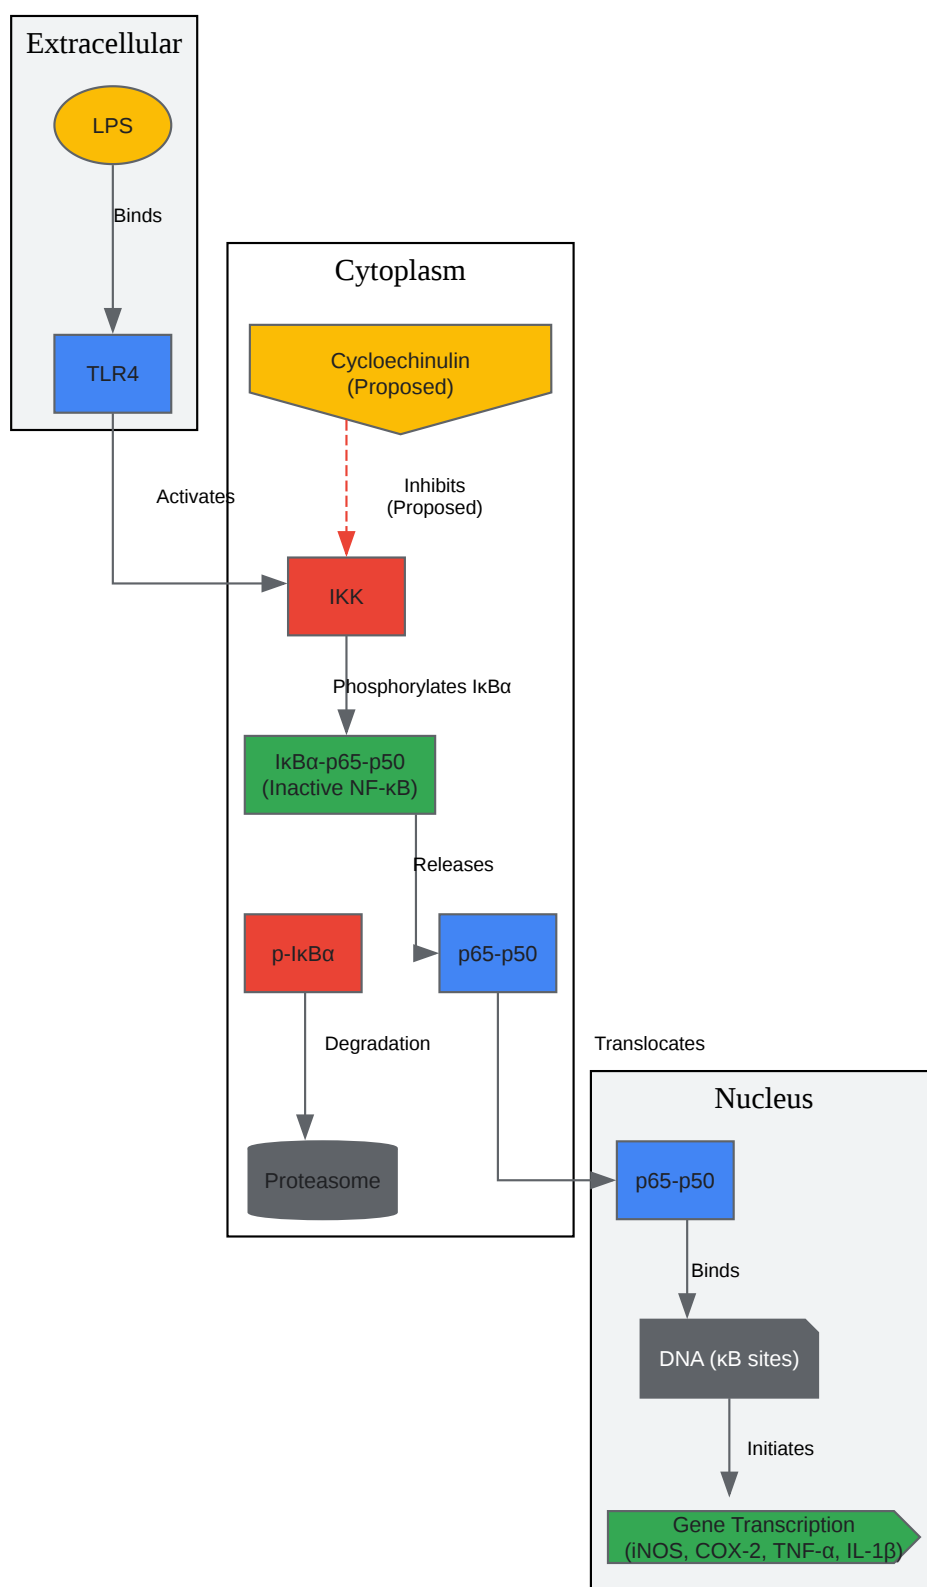 Extracellular
LPS
Binds
TLR4
Activates
Cytoplasm
Cycloechinulin
(Proposed)
Inhibits
(Proposed)
IKK
Phosphorylates IκBα
IκBα-p65-p50
(Inactive NF-κB)
Releases
p-IκBα
p65-p50
Degradation
Proteasome
Translocates
Nucleus
p65-p50
Binds
DNA (κB sites)
Initiates
Gene Transcription
(iNOS, COX-2, TNF-α, IL-1β)